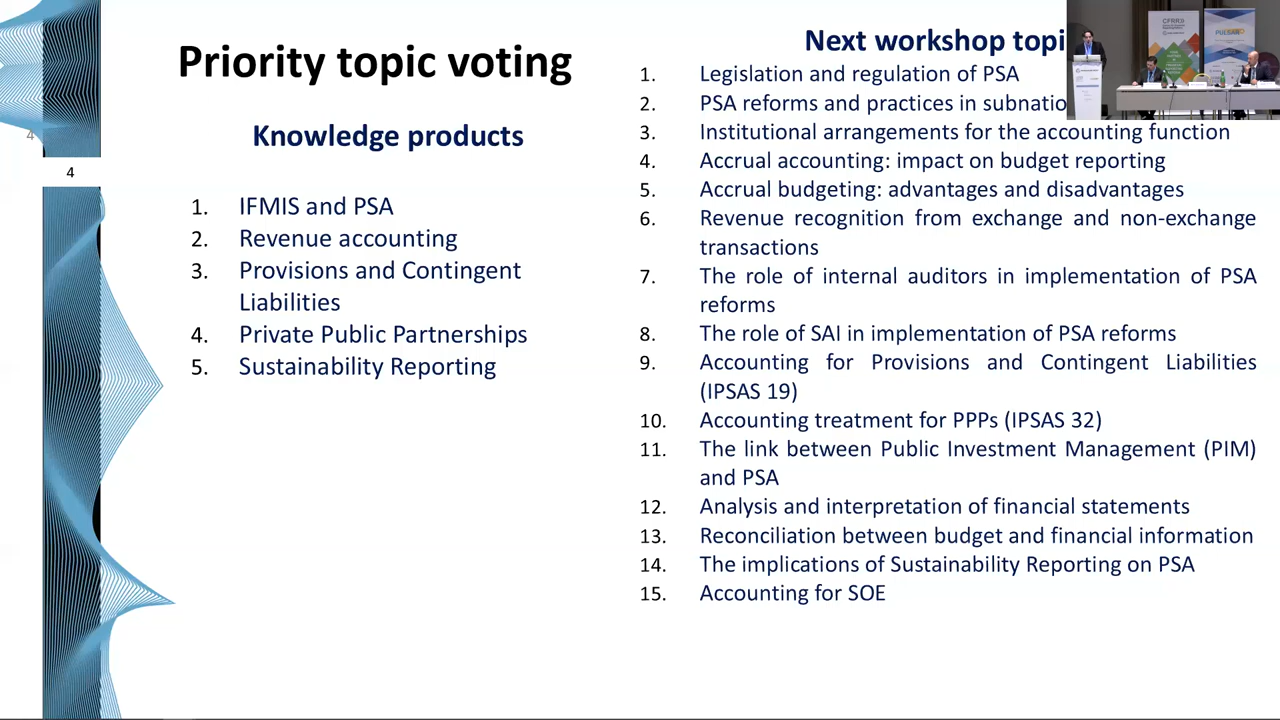 Priority topic voting
Knowledge products
4
4
1. IFMIS and PSA
2. Revenue accounting
3. Provisions and Contingent
Liabilities
4. Private Public Partnerships
5. Sustainability Reporting
Next workshop topi
1. Legislation and regulation of PSA
2. PSA reforms and practices in subnatio
3. Institutional arrangements for the accounting function
4. Accrual accounting: impact on budget reporting
5. Accrual budgeting: advantages and disadvantages
6. Revenue recognition from exchange and non-exchange
transactions
7. The role of internal auditors in implementation of PSA
reforms
8. The role of SAI in implementation of PSA reforms
9. Accounting for Provisions and Contingent Liabilities
(IPSAS 19)
10. Accounting treatment for PPPs (IPSAS 32)
11. The link between Public Investment Management (PIM)
and PSA
12. Analysis and interpretation of financial statements
13. Reconciliation between budget and financial information
14. The implications of Sustainability Reporting on PSA
15. Accounting for SOE
CFRR
PULSAR